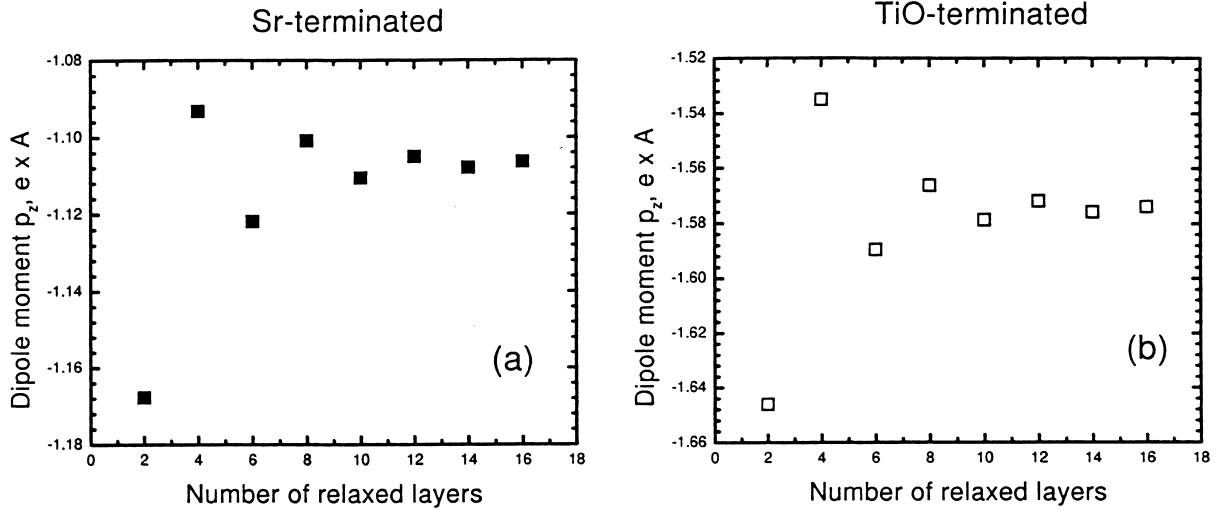 Sr-terminated
Dipole moment p_z, e x A
-1.08
-1.10
-1.12
-1.14
-1.16
-1.18
(a)
0 2 4 6 8 10 12 14 16 18
Number of relaxed layers
TiO-terminated
Dipole moment p_z, e x A
-1.52
-1.54
-1.56
-1.58
-1.60
-1.62
-1.64
-1.66
(b)
0 2 4 6 8 10 12 14 16 18
Number of relaxed layers